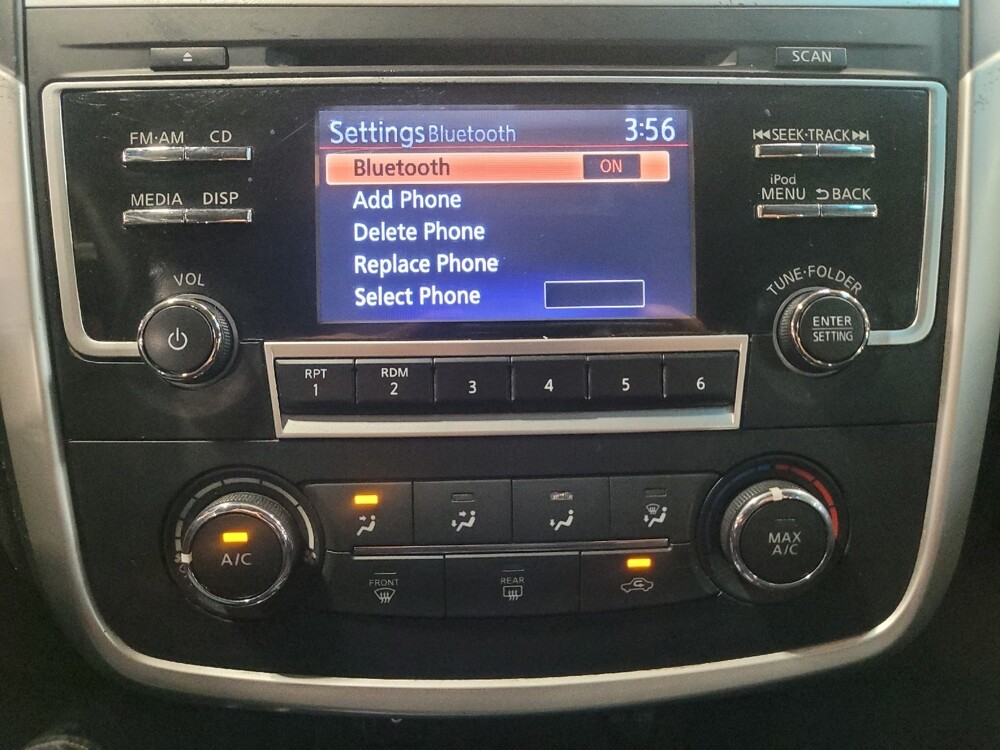 SCAN
FM·AM CD
MEDIA DISP
VOL
Settings Bluetooth 3:56
Bluetooth ON
Add Phone
Delete Phone
Replace Phone
Select Phone
SEEK·TRACK
iPod
MENU BACK
TUNE·FOLDER
ENTER
SETTING
RPT RDM
1 2 3 4 5 6
A/C
MAX
A/C
FRONT REAR